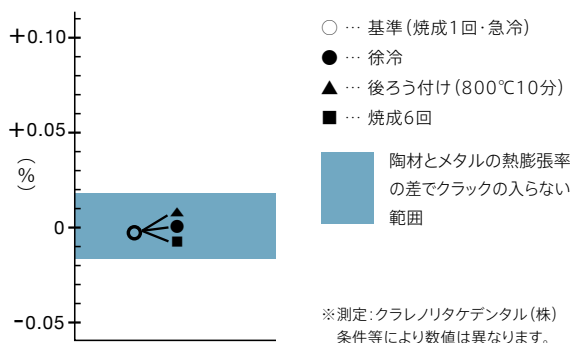 +0.10
+0.05
(%)
0
-0.05
○ … 基準(焼成1回・急冷)
● … 徐冷
▲ … 後ろう付け(800℃10分)
■ … 焼成6回
陶材とメタルの熱膨張率
の差でクラックの入らない
範囲
※測定:クラレノリタケデンタル(株)
条件等により数値は異なります。